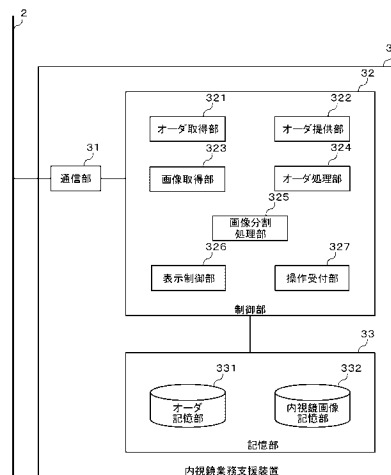 2
3
32
321
322
オーダ取得部
オーダ提供部
31
323
324
通信部
画像取得部
オーダ処理部
325
画像分割
処理部
326
327
表示制御部
操作受付部
制御部
33
331
332
オーダ
記憶部
内視鏡画像
記憶部
記憶部
内視鏡業務支援装置